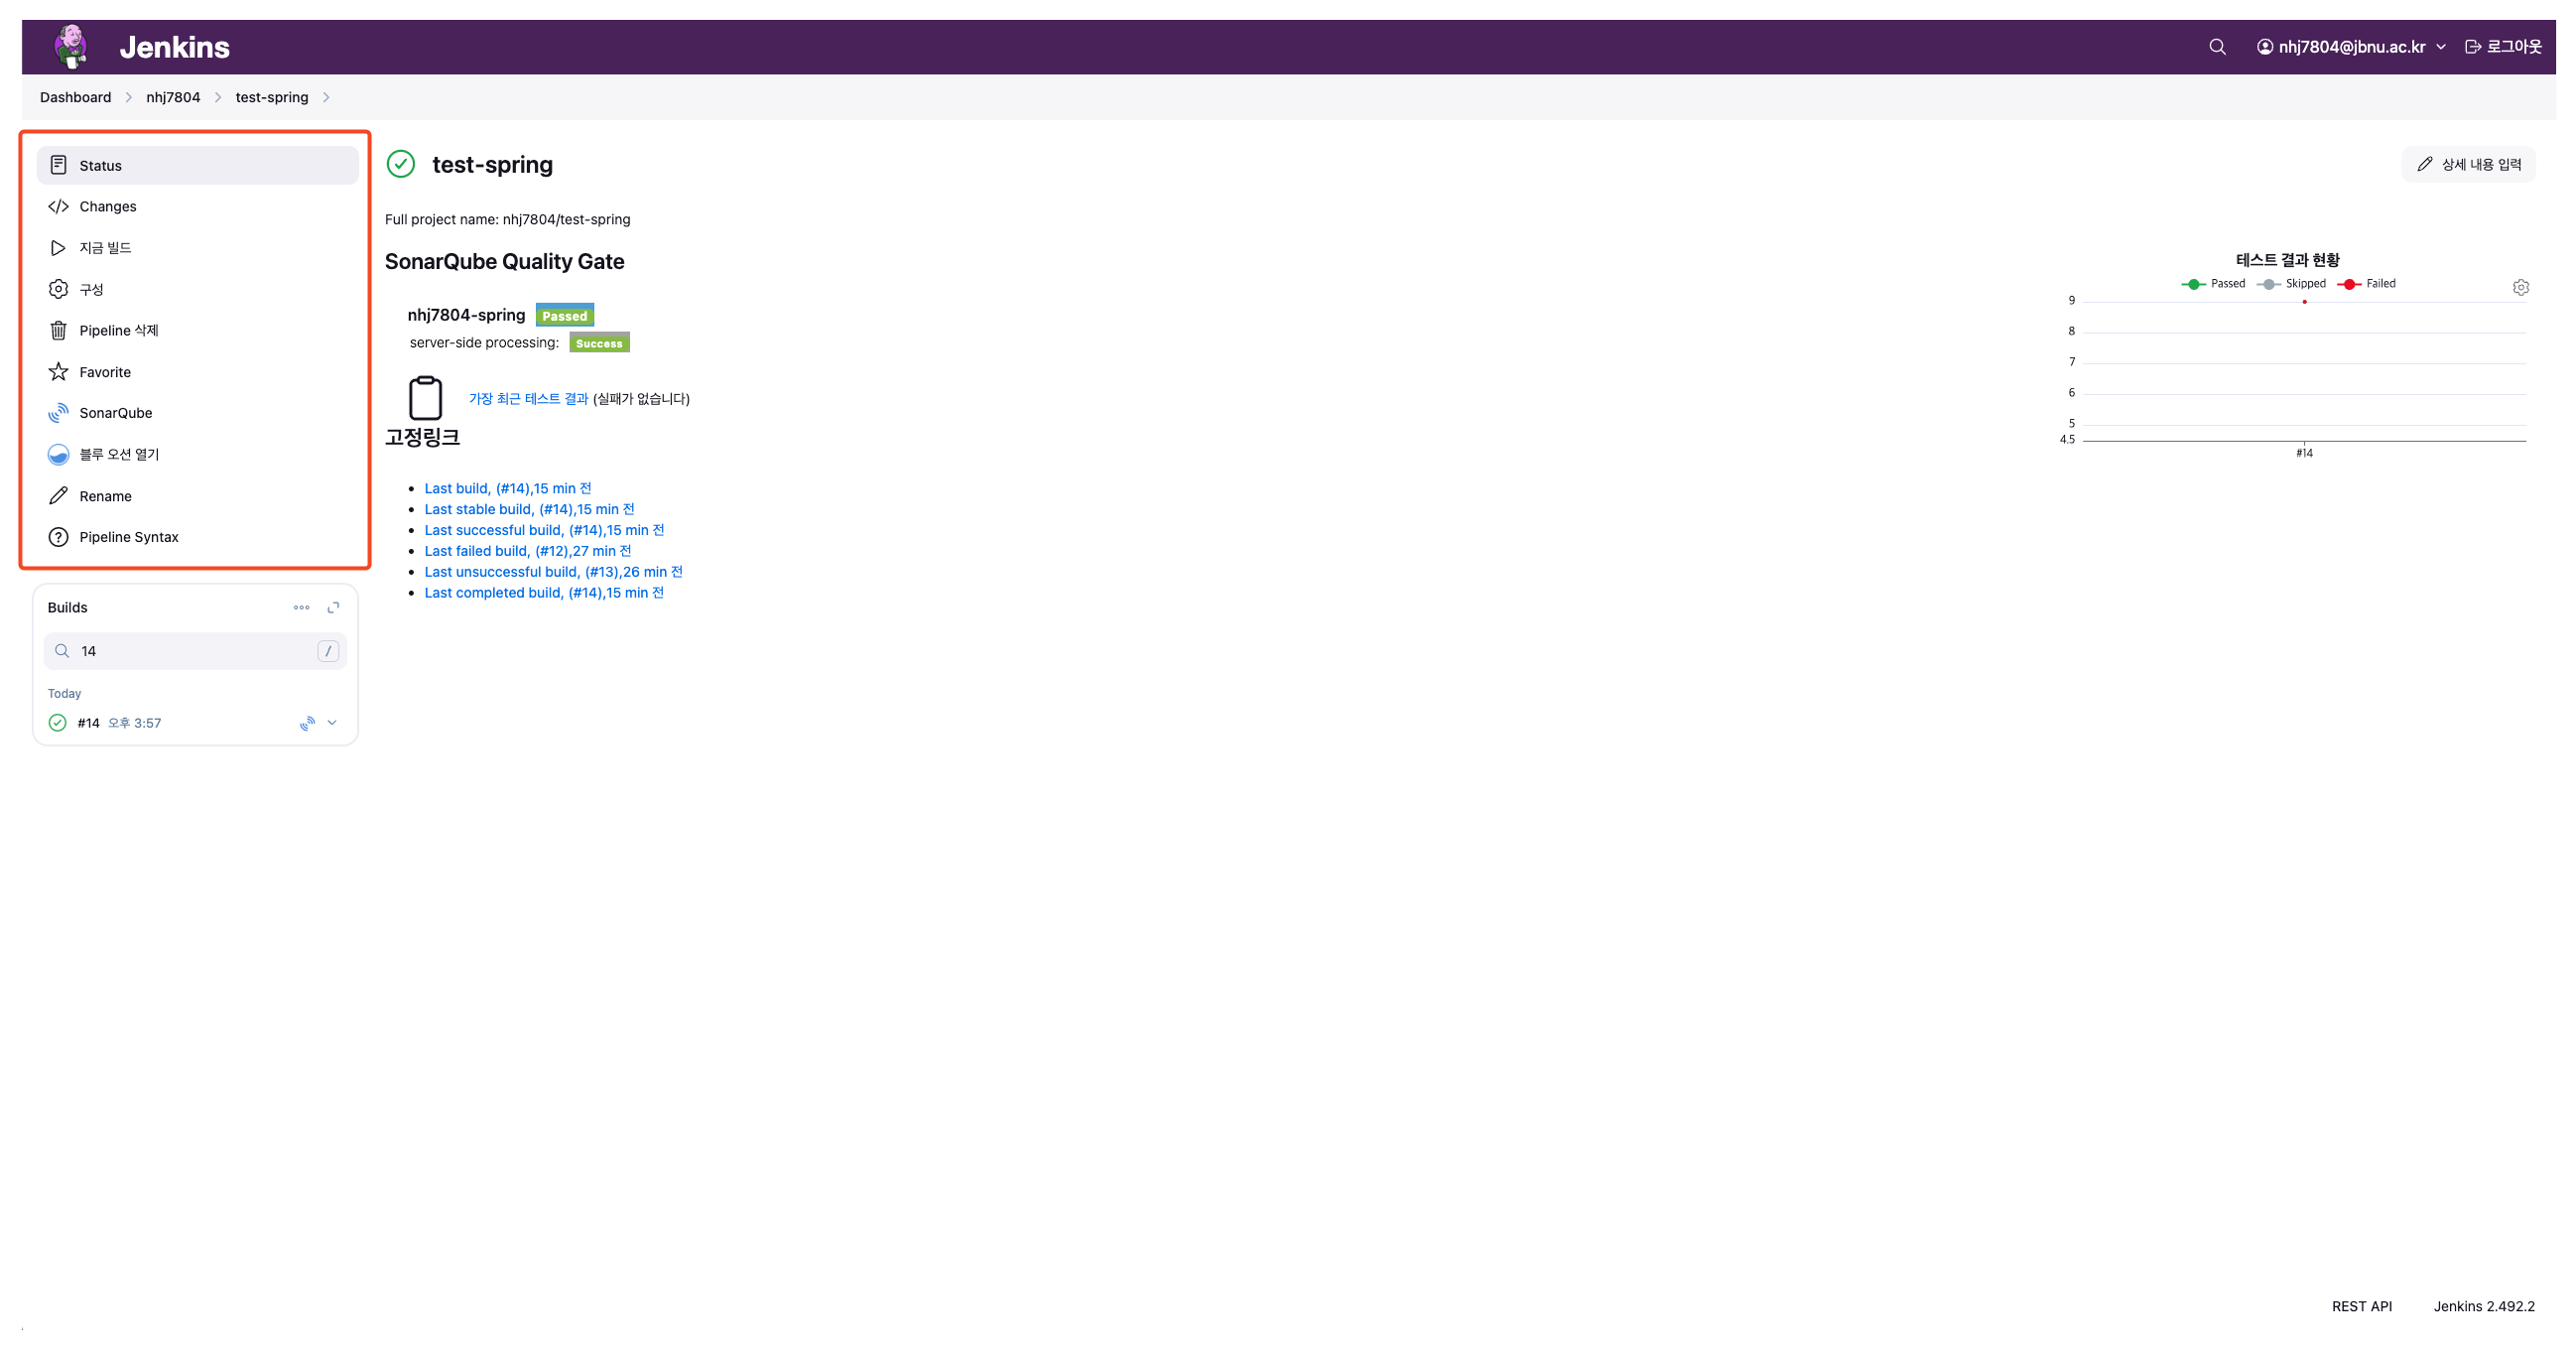 Jenkins
nhj7804@jbnu.ac.kr 로그아웃
Dashboard nhj7804 test-spring
Status
Changes
지금 빌드
구성
Pipeline 삭제
Favorite
SonarQube
블루 오션 열기
Rename
Pipeline Syntax
Builds
14 /
Today
#14 오후 3:57
test-spring
상세 내용 입력
Full project name: nhj7804/test-spring
SonarQube Quality Gate
nhj7804-spring Passed
server-side processing: Success
가장 최근 테스트 결과 (실패가 없습니다)
고정링크
Last build, (#14),15 min 전
Last stable build, (#14),15 min 전
Last successful build, (#14),15 min 전
Last failed build, (#12),27 min 전
Last unsuccessful build, (#13),26 min 전
Last completed build, (#14),15 min 전
테스트 결과 현황
Passed Skipped Failed
9
8
7
6
5
4.5
#14
REST API Jenkins 2.492.2